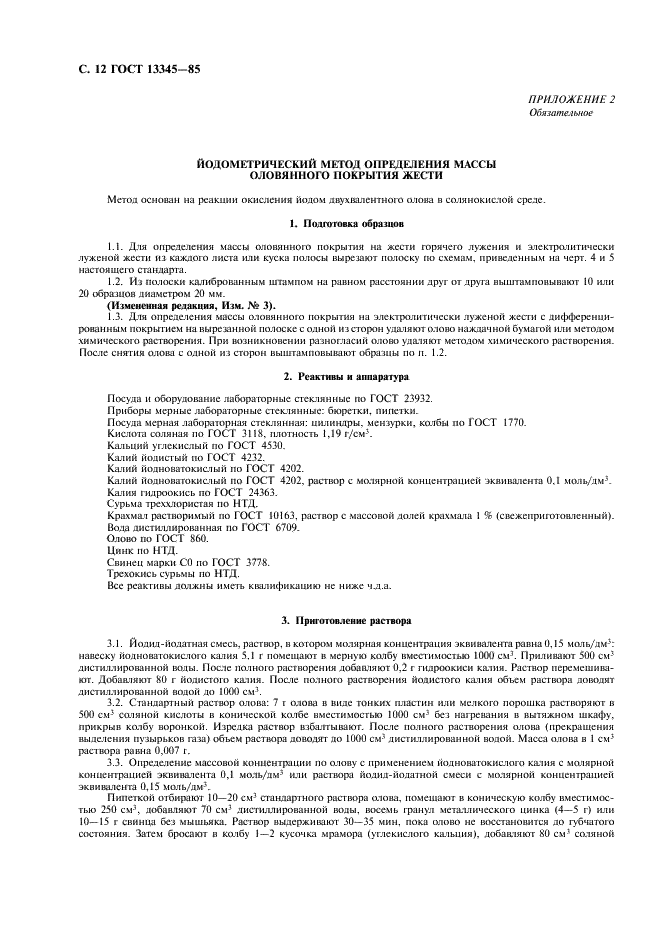 С. 12 ГОСТ 13345—85
ПРИЛОЖЕНИЕ 2
Обязательное
ЙОДОМЕТРИЧЕСКИЙ МЕТОД ОПРЕДЕЛЕНИЯ МАССЫ
ОЛОВЯННОГО ПОКРЫТИЯ ЖЕСТИ
Метод основан на реакции окисления йодом двухвалентного олова в солянокислой среде.
1. Подготовка образцов
1.1. Для определения массы оловянного покрытия на жести горячего лужения и электролитически
луженой жести из каждого листа или куска полосы вырезают полоску по схемам, приведенным на черт. 4 и 5
настоящего стандарта.
1.2. Из полоски калиброванным штампом на равном расстоянии друг от друга выштамповывают 10 или
20 образцов диаметром 20 мм.
(Измененная редакция, Изм. № 3).
1.3. Для определения массы оловянного покрытия на электролитически луженой жести с дифференци-
рованным покрытием на вырезанной полоске с одной из сторон удаляют олово наждачной бумагой или методом
химического растворения. При возникновении разногласий олово удаляют методом химического растворения.
После снятия олова с одной из сторон выштамповывают образцы по п. 1.2.
2. Реактивы и аппаратура
Посуда и оборудование лабораторные стеклянные по ГОСТ 23932.
Приборы мерные лабораторные стеклянные: бюретки, пипетки.
Посуда мерная лабораторная стеклянная: цилиндры, мензурки, колбы по ГОСТ 1770.
Кислота соляная по ГОСТ 3118, плотность 1,19 г/см³.
Кальций углекислый по ГОСТ 4530.
Калий йодистый по ГОСТ 4232.
Калий йодноватокислый по ГОСТ 4202.
Калий йодноватокислый по ГОСТ 4202, раствор с молярной концентрацией эквивалента 0,1 моль/дм³.
Калия гидроокись по ГОСТ 24363.
Сурьма треххлористая по НТД.
Крахмал растворимый по ГОСТ 10163, раствор с массовой долей крахмала 1 % (свежеприготовленный).
Вода дистиллированная по ГОСТ 6709.
Олово по ГОСТ 860.
Цинк по НТД.
Свинец марки С0 по ГОСТ 3778.
Трехокись сурьмы по НТД.
Все реактивы должны иметь квалификацию не ниже ч.д.а.
3. Приготовление раствора
3.1. Йодид-йодатная смесь, раствор, в котором молярная концентрация эквивалента равна 0,15 моль/дм³:
навеску йодноватокислого калия 5,1 г помещают в мерную колбу вместимостью 1000 см³. Приливают 500 см³
дистиллированной воды. После полного растворения добавляют 0,2 г гидроокиси калия. Раствор перемешива-
ют. Добавляют 80 г йодистого калия. После полного растворения йодистого калия объем раствора доводят
дистиллированной водой до 1000 см³.
3.2. Стандартный раствор олова: 7 г олова в виде тонких пластин или мелкого порошка растворяют в
500 см³ соляной кислоты в конической колбе вместимостью 1000 см³ без нагревания в вытяжном шкафу,
прикрыв колбу воронкой. Изредка раствор взбалтывают. После полного растворения олова (прекращения
выделения пузырьков газа) объем раствора доводят до 1000 см³ дистиллированной водой. Масса олова в 1 см³
раствора равна 0,007 г.
3.3. Определение массовой концентрации по олову с применением йодноватокислого калия с молярной
концентрацией эквивалента 0,1 моль/дм³ или раствора йодид-йодатной смеси с молярной концентрацией
эквивалента 0,15 моль/дм³.
Пипеткой отбирают 10—20 см³ стандартного раствора олова, помещают в коническую колбу вместимос-
тью 250 см³, добавляют 70 см³ дистиллированной воды, восемь гранул металлического цинка (4—5 г) или
10—15 г свинца без мышьяка. Раствор выдерживают 30—35 мин, пока олово не восстановится до губчатого
состояния. Затем бросают в колбу 1—2 кусочка мрамора (углекислого кальция), добавляют 80 см³ соляной